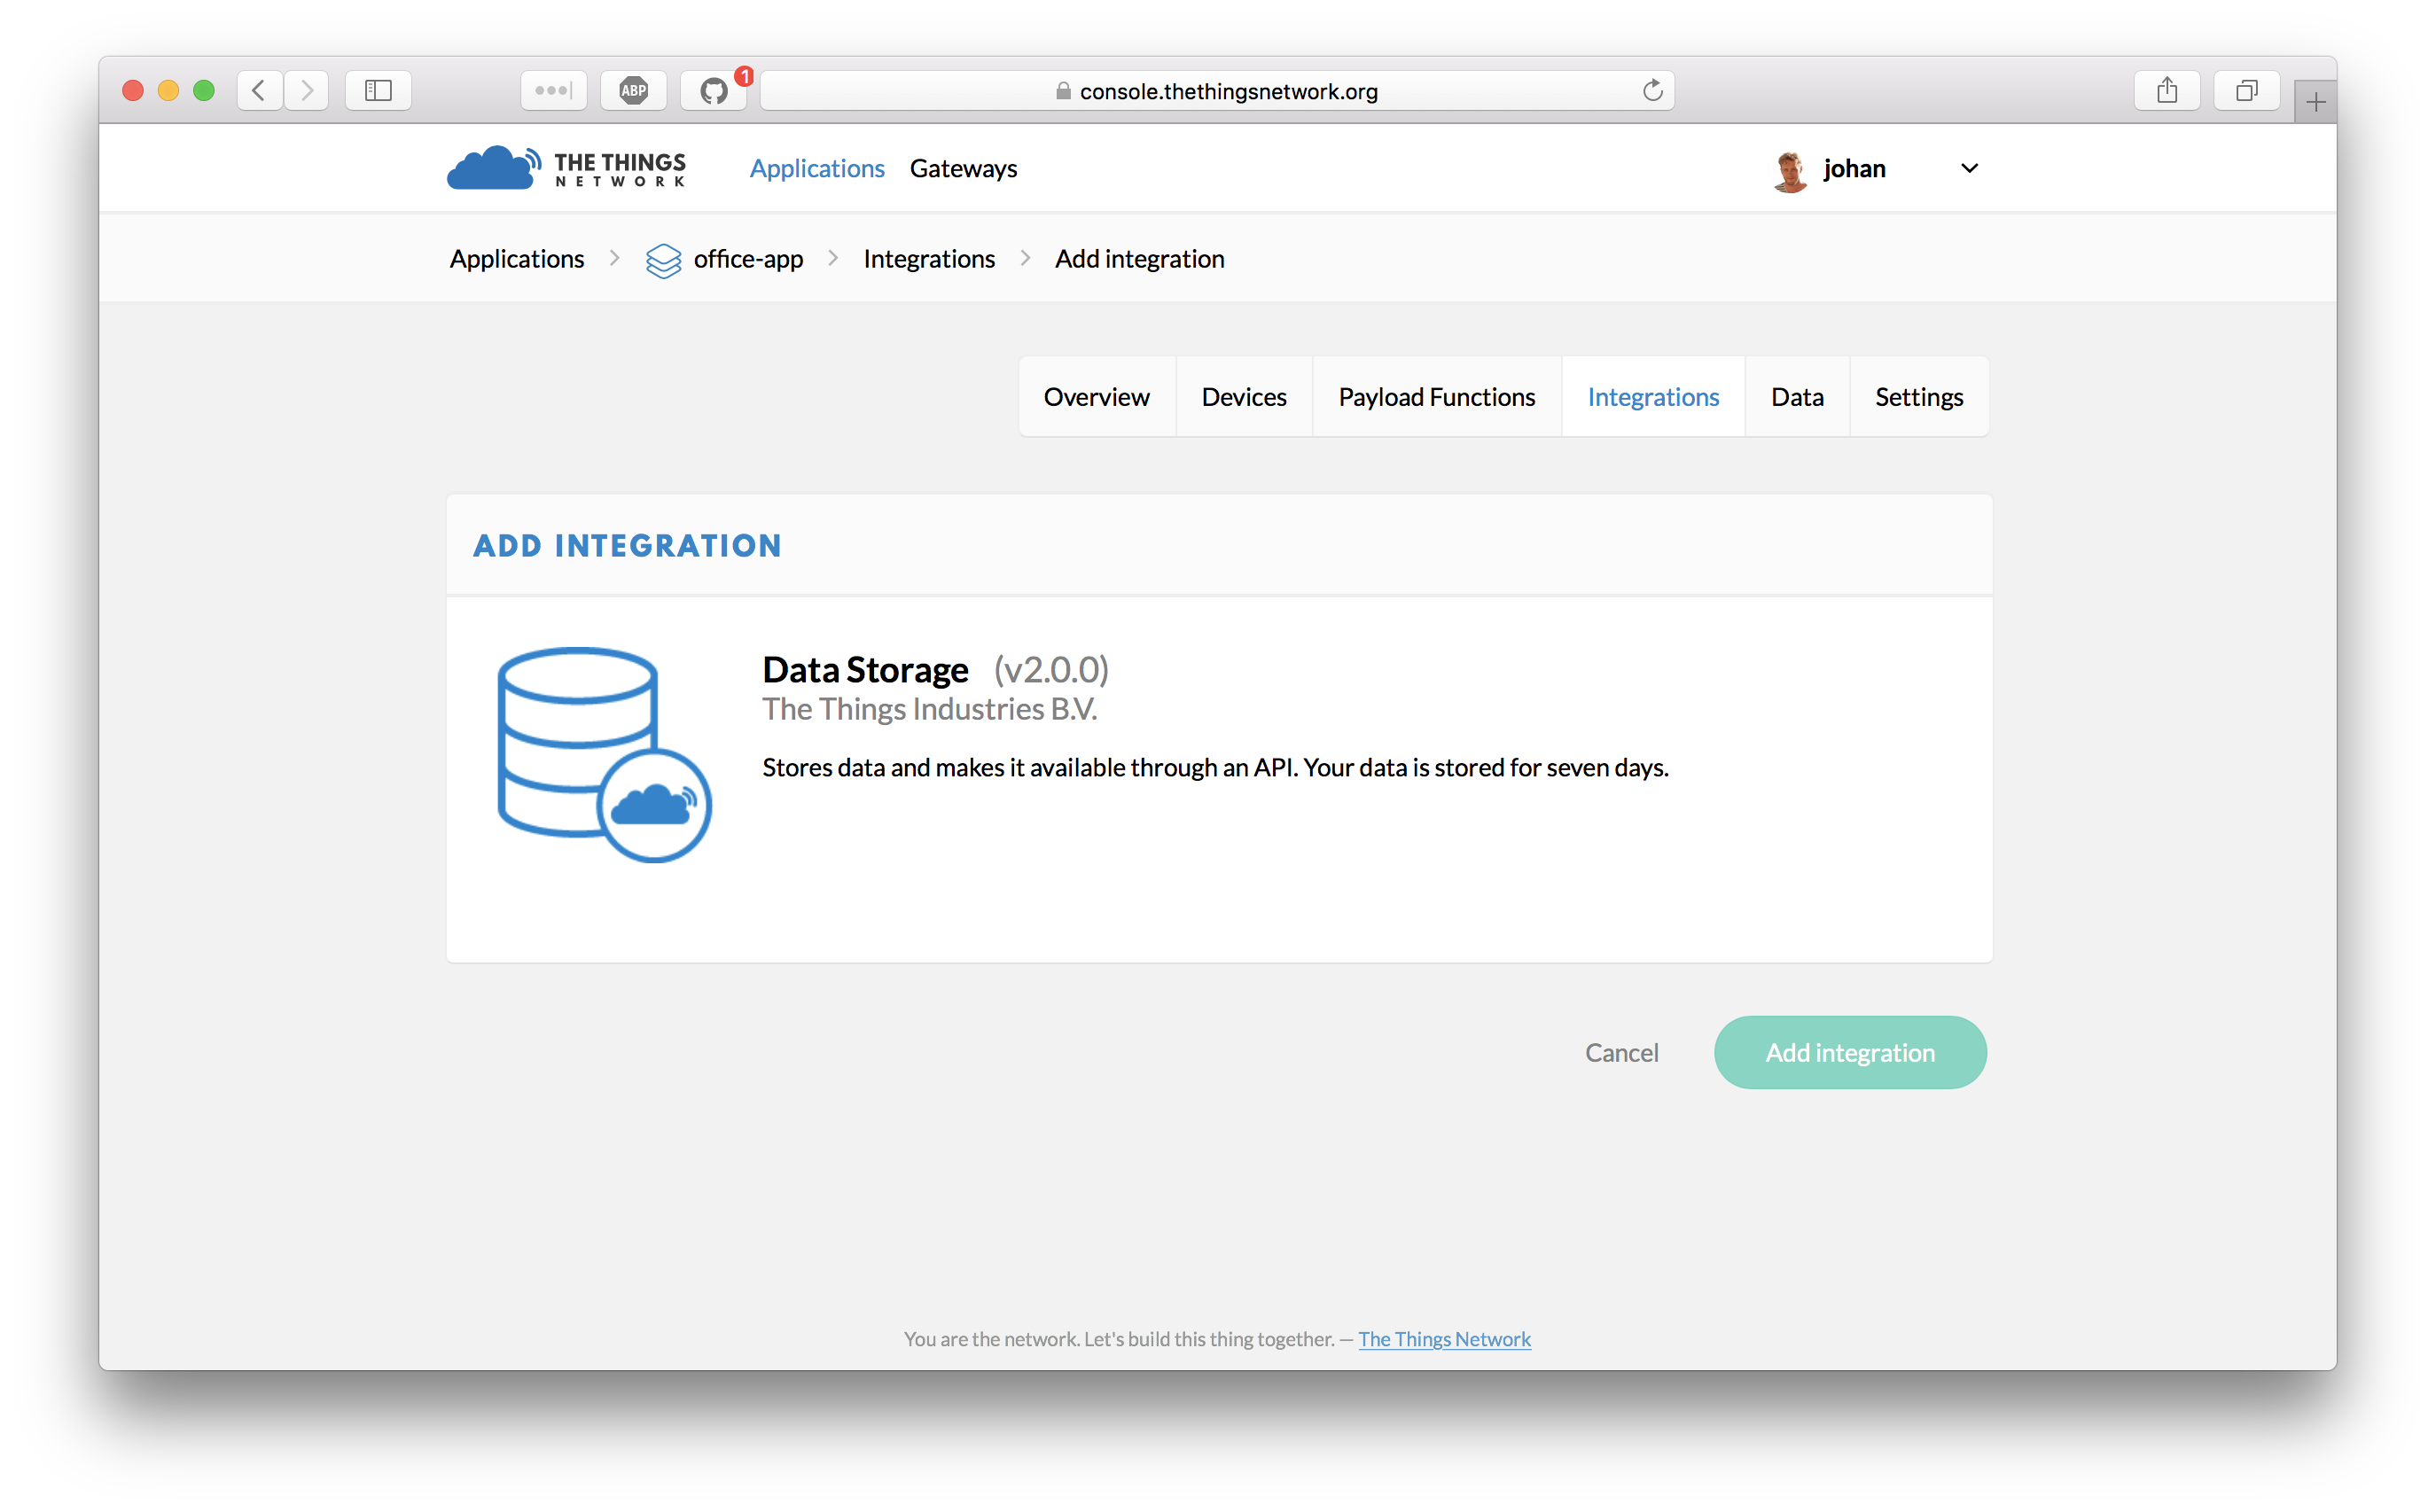 ABP
1
console.thethingsnetwork.org
THE THINGS
NETWORK
Applications
Gateways
johan
Applications
office-app
Integrations
Add integration
Overview
Devices
Payload Functions
Integrations
Data
Settings
ADD INTEGRATION
Data Storage (v2.0.0)
The Things Industries B.V.
Stores data and makes it available through an API. Your data is stored for seven days.
Cancel
Add integration
You are the network. Let's build this thing together. — The Things Network